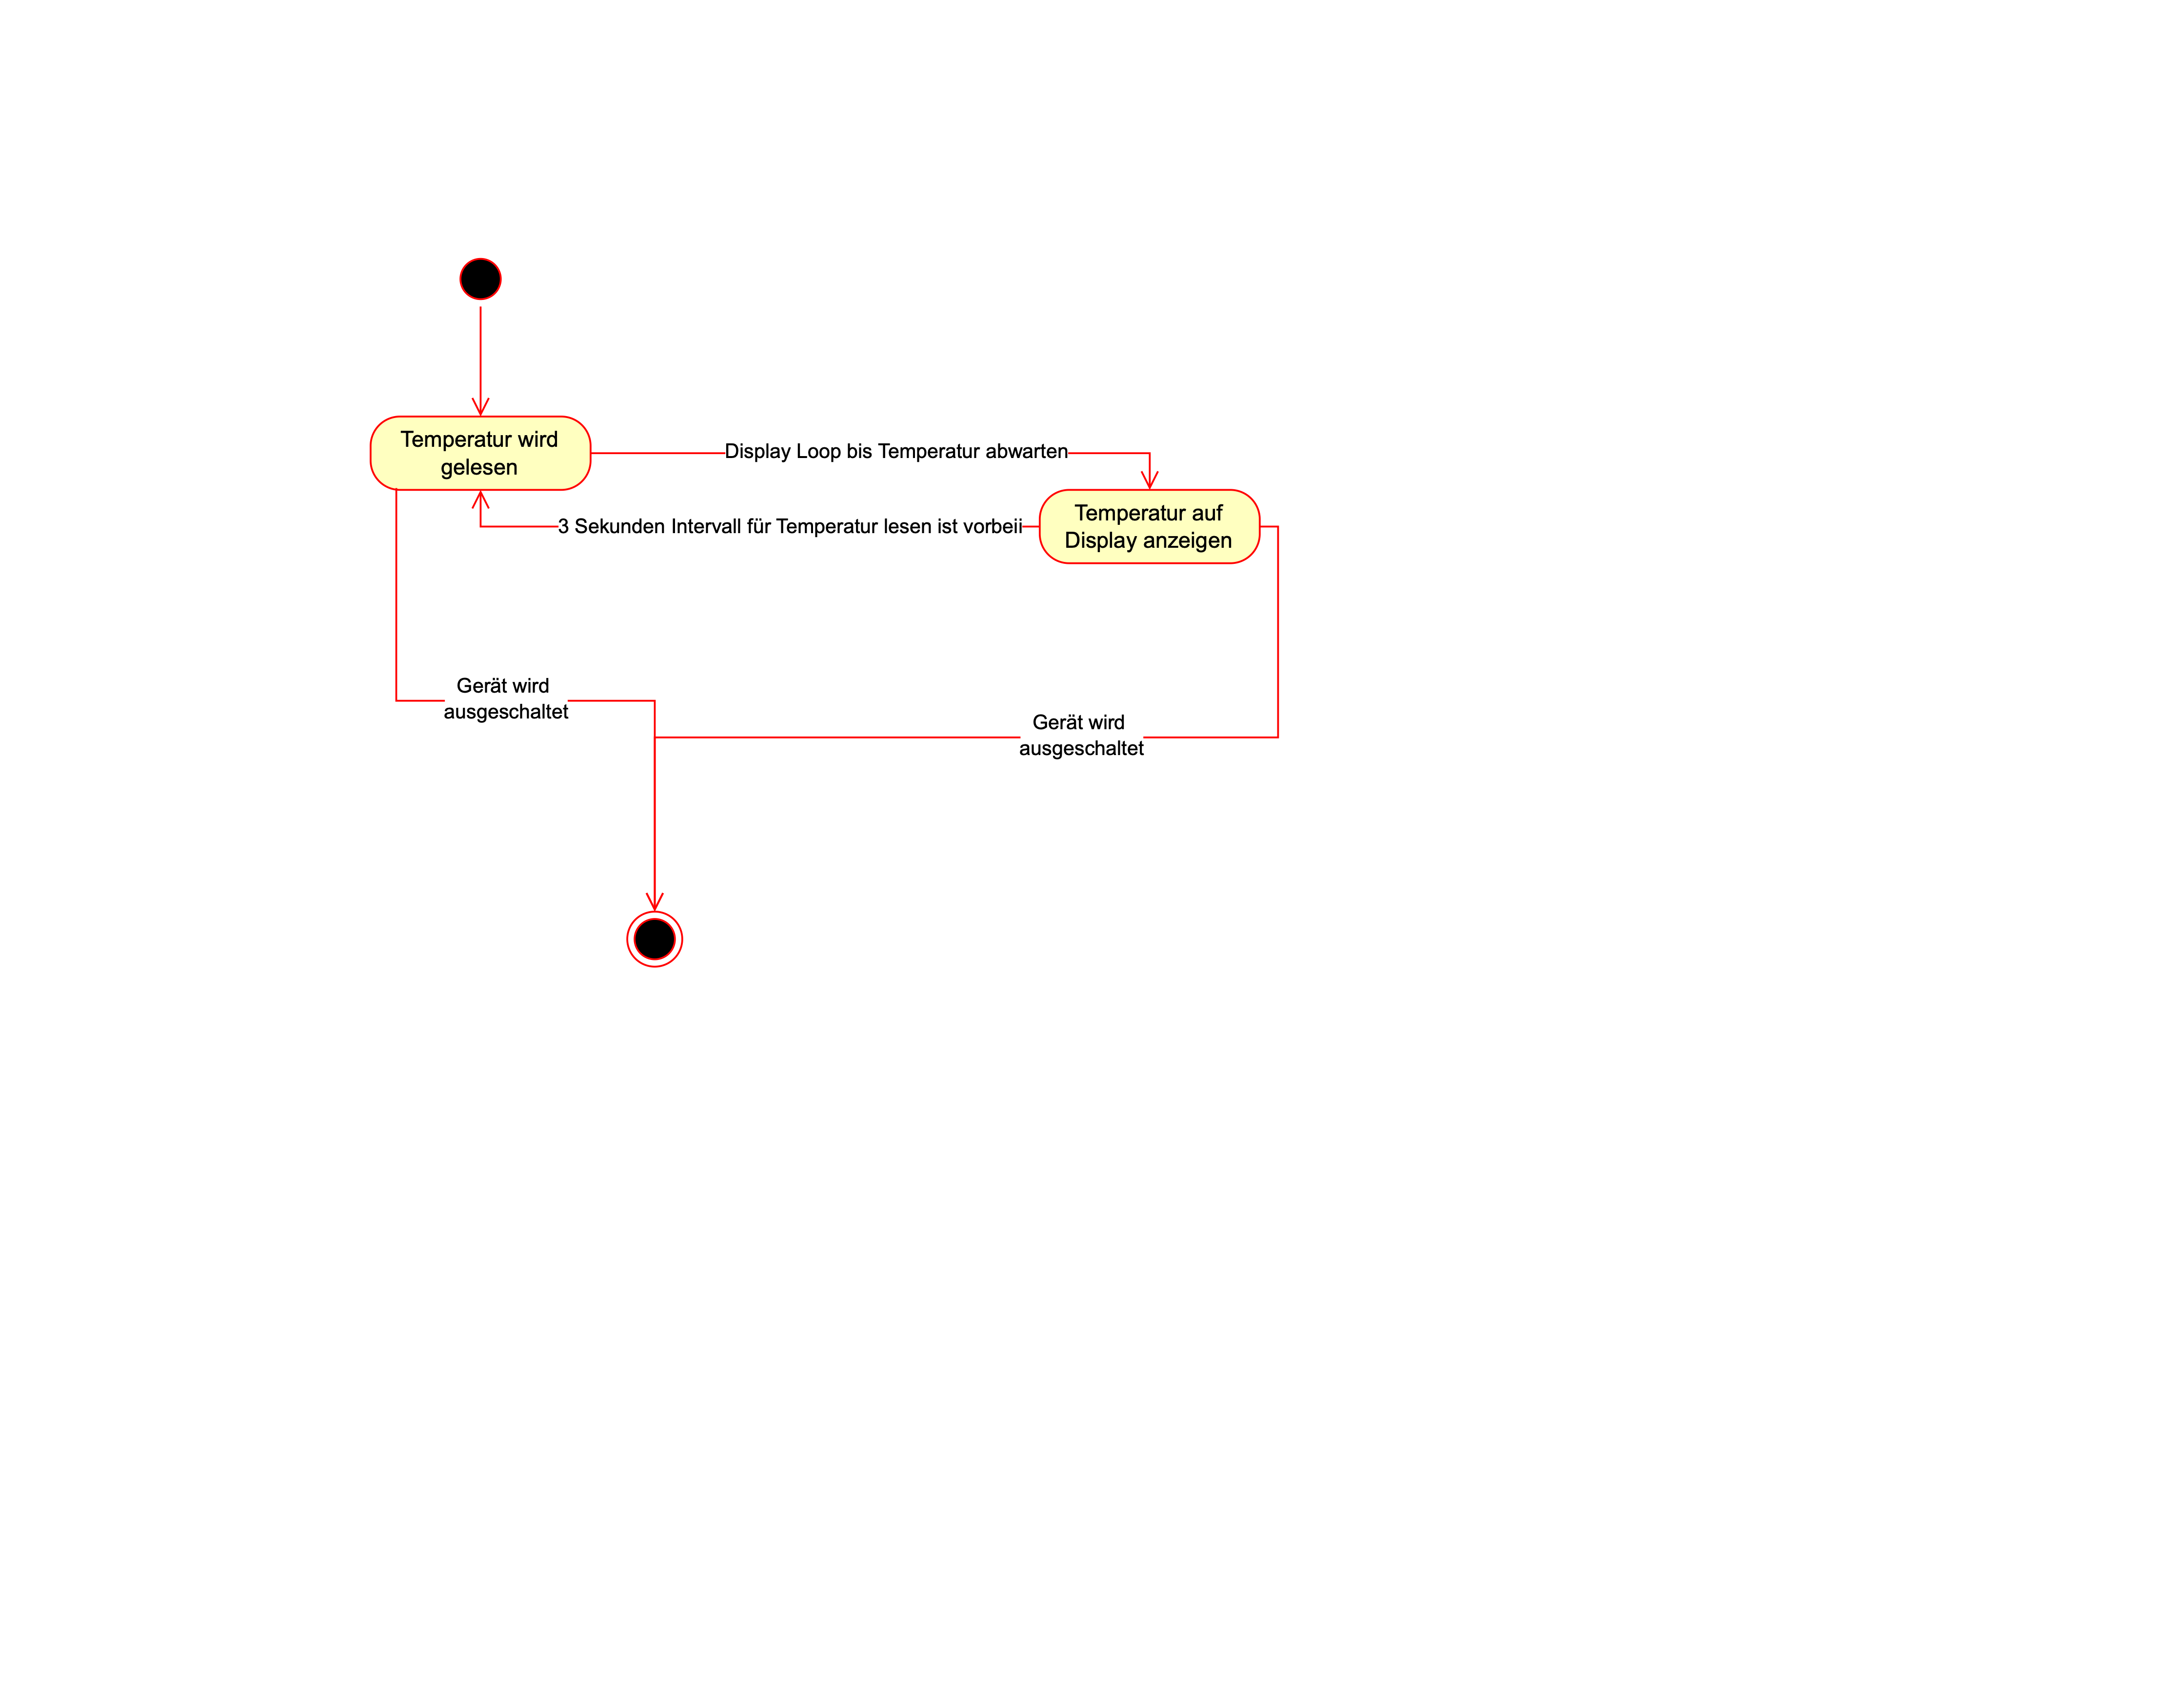 Temperatur wird
gelesen
Display Loop bis Temperatur abwarten
3 Sekunden Intervall für Temperatur lesen ist vorbeii
Temperatur auf
Display anzeigen
Gerät wird
ausgeschaltet
Gerät wird
ausgeschaltet